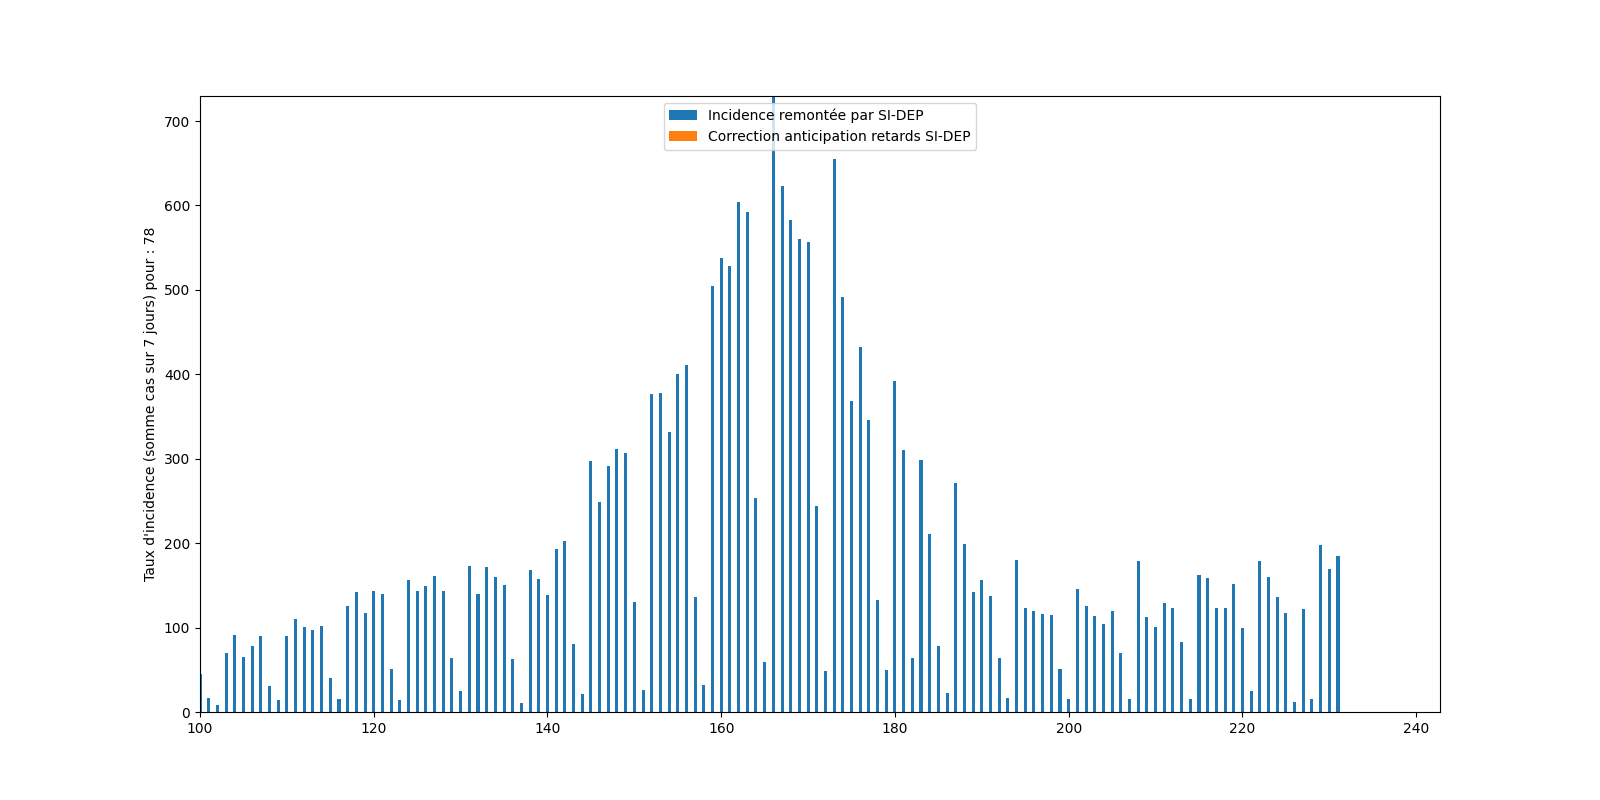 Incidence remontée par SI-DEP
Correction anticipation retards SI-DEP
Taux d'incidence (somme cas sur 7 jours) pour : 78
700
600
500
400
300
200
100
0
100 120 140 160 180 200 220 240